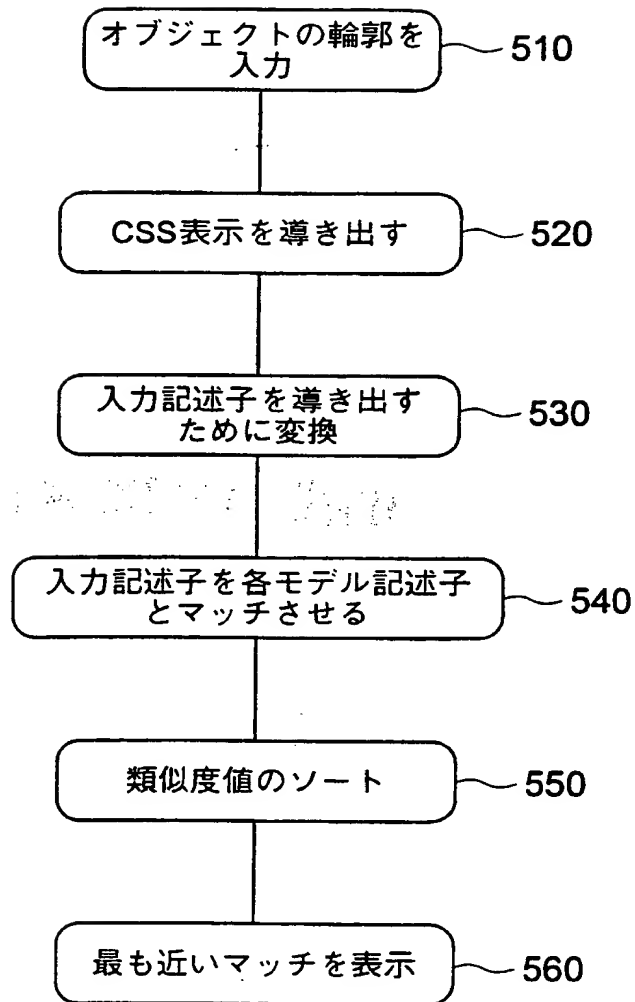 オブジェクトの輪郭を
入力
510
CSS表示を導き出す
520
入力記述子を導き出す
ために変換
530
入力記述子を各モデル記述子
とマッチさせる
540
類似度値のソート
550
最も近いマッチを表示
560